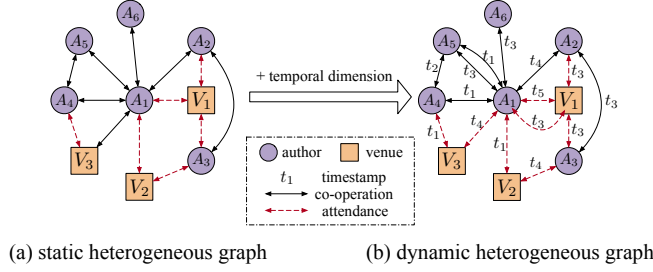 A6
A5
A2
A4
A1
V1
V3
A3
V2
+ temporal dimension
author
venue
t1
timestamp
co-operation
attendance
A6
A5
A2
t1
t3
t3
t4
t2
t3
t3
A4
t1
A1
t5
V1
t1
t4
t3
t3
t1
V3
A3
t4
V2
(a) static heterogeneous graph
(b) dynamic heterogeneous graph